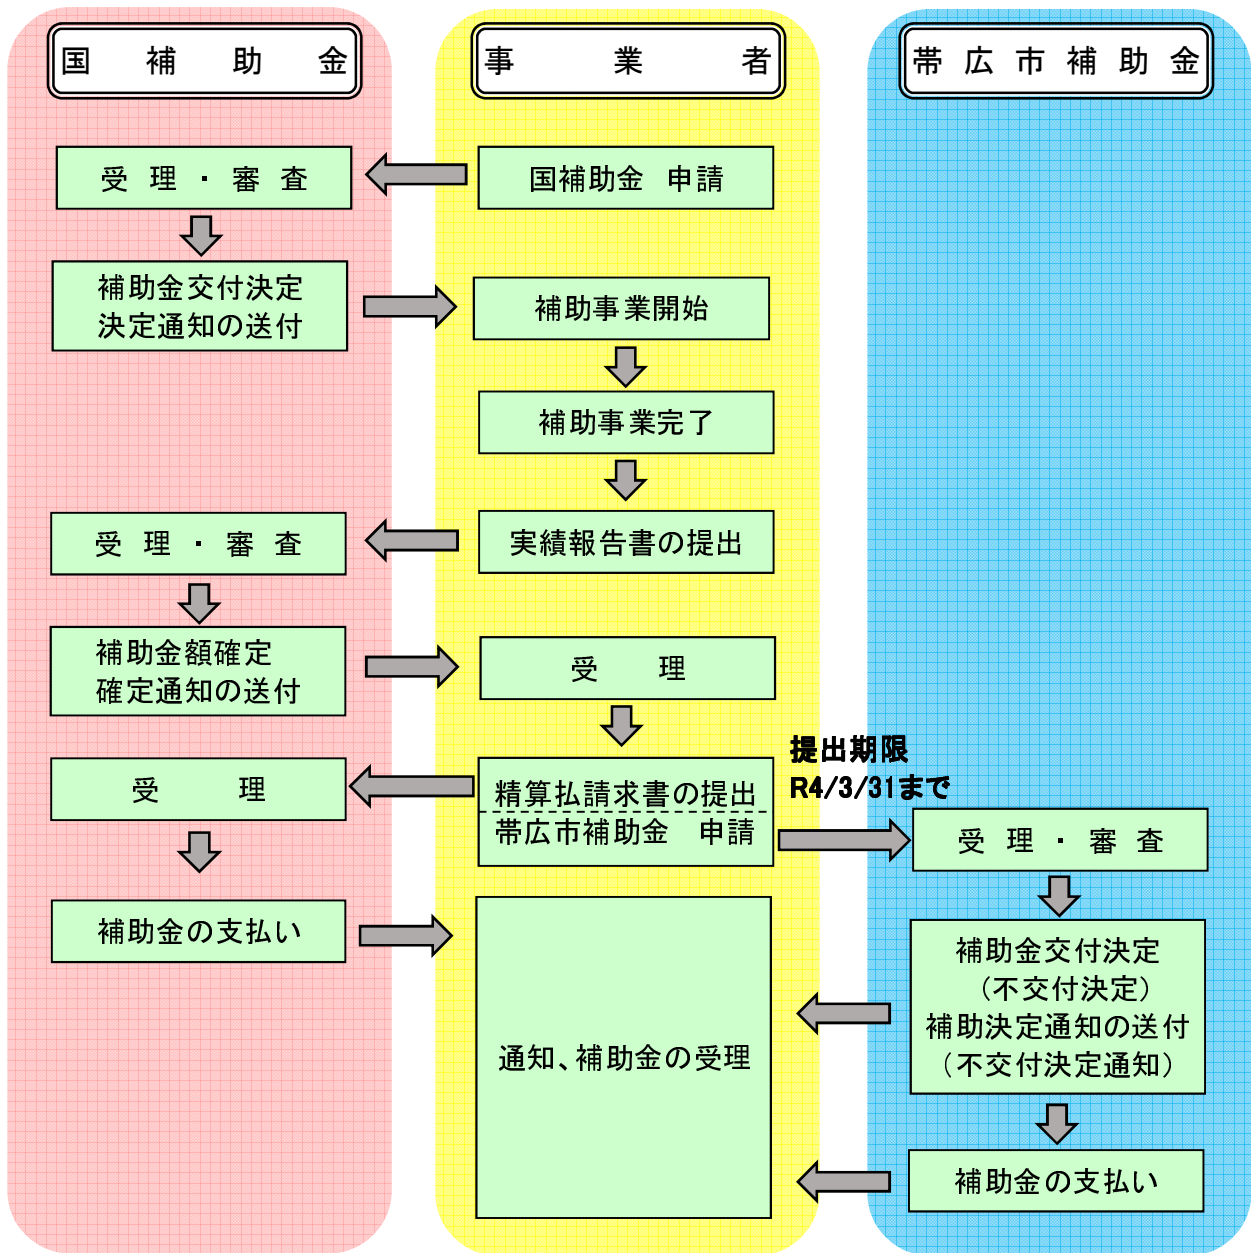 国補助金
事業者
帯広市補助金
受理・審査
国補助金 申請
補助金交付決定
決定通知の送付
補助事業開始
補助事業完了
受理・審査
実績報告書の提出
補助金額確定
確定通知の送付
受理
提出期限
R4/3/31まで
受理
精算払請求書の提出
帯広市補助金 申請
受理・審査
補助金の支払い
通知、補助金の受理
補助金交付決定
(不交付決定)
補助決定通知の送付
(不交付決定通知)
補助金の支払い